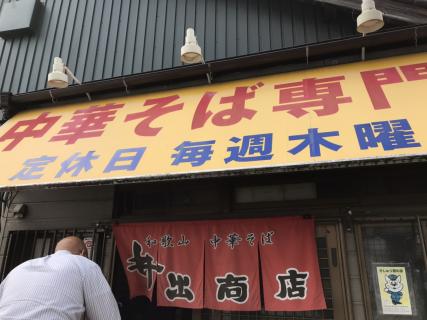 中華そば専門
定休日 毎週木曜
和歌山 中華そば
井出商店